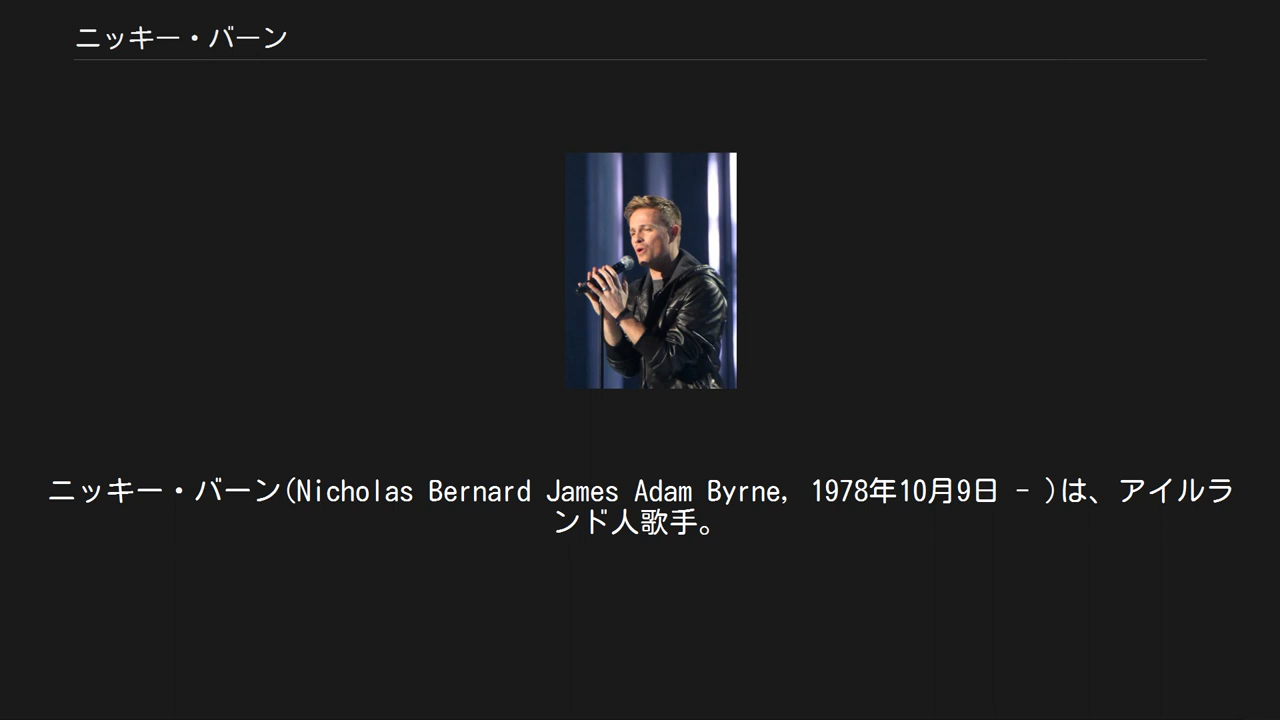 ニッキー・バーン
ニッキー・バーン(Nicholas Bernard James Adam Byrne, 1978年10月9日 - )は、アイルラ
ンド人歌手。